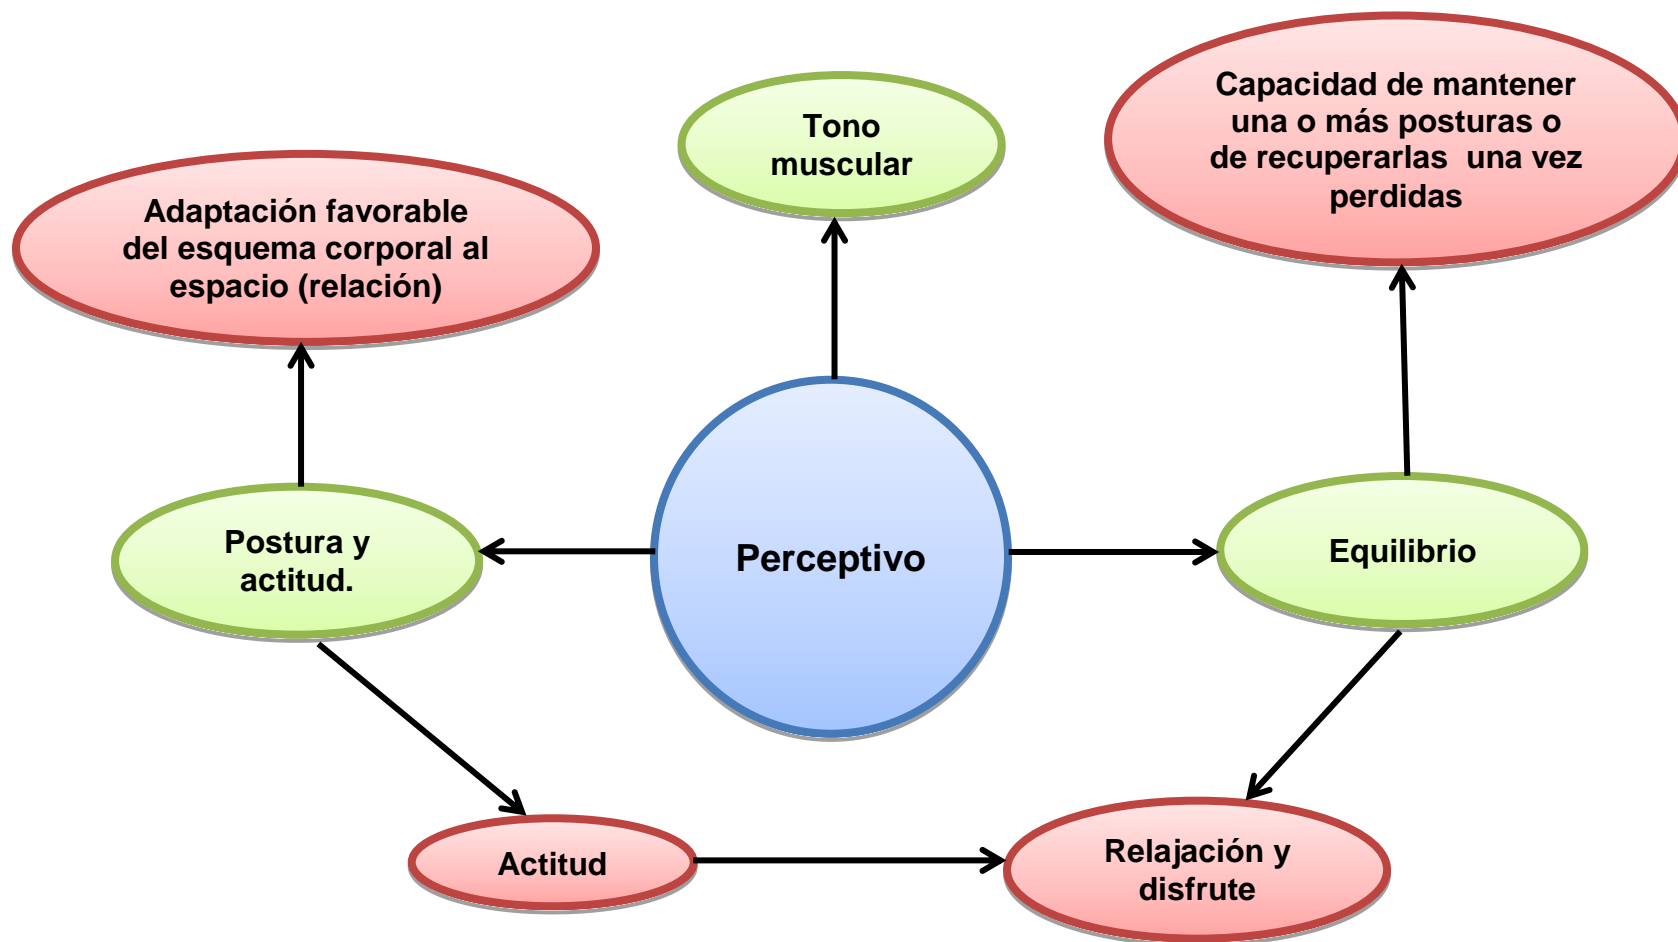 Capacidad de mantener
una o más posturas o
de recuperarlas una vez
perdidas
Tono
muscular
Adaptación favorable
del esquema corporal al
espacio (relación)
Postura y
actitud.
Perceptivo
Equilibrio
Actitud
Relajación y
disfrute